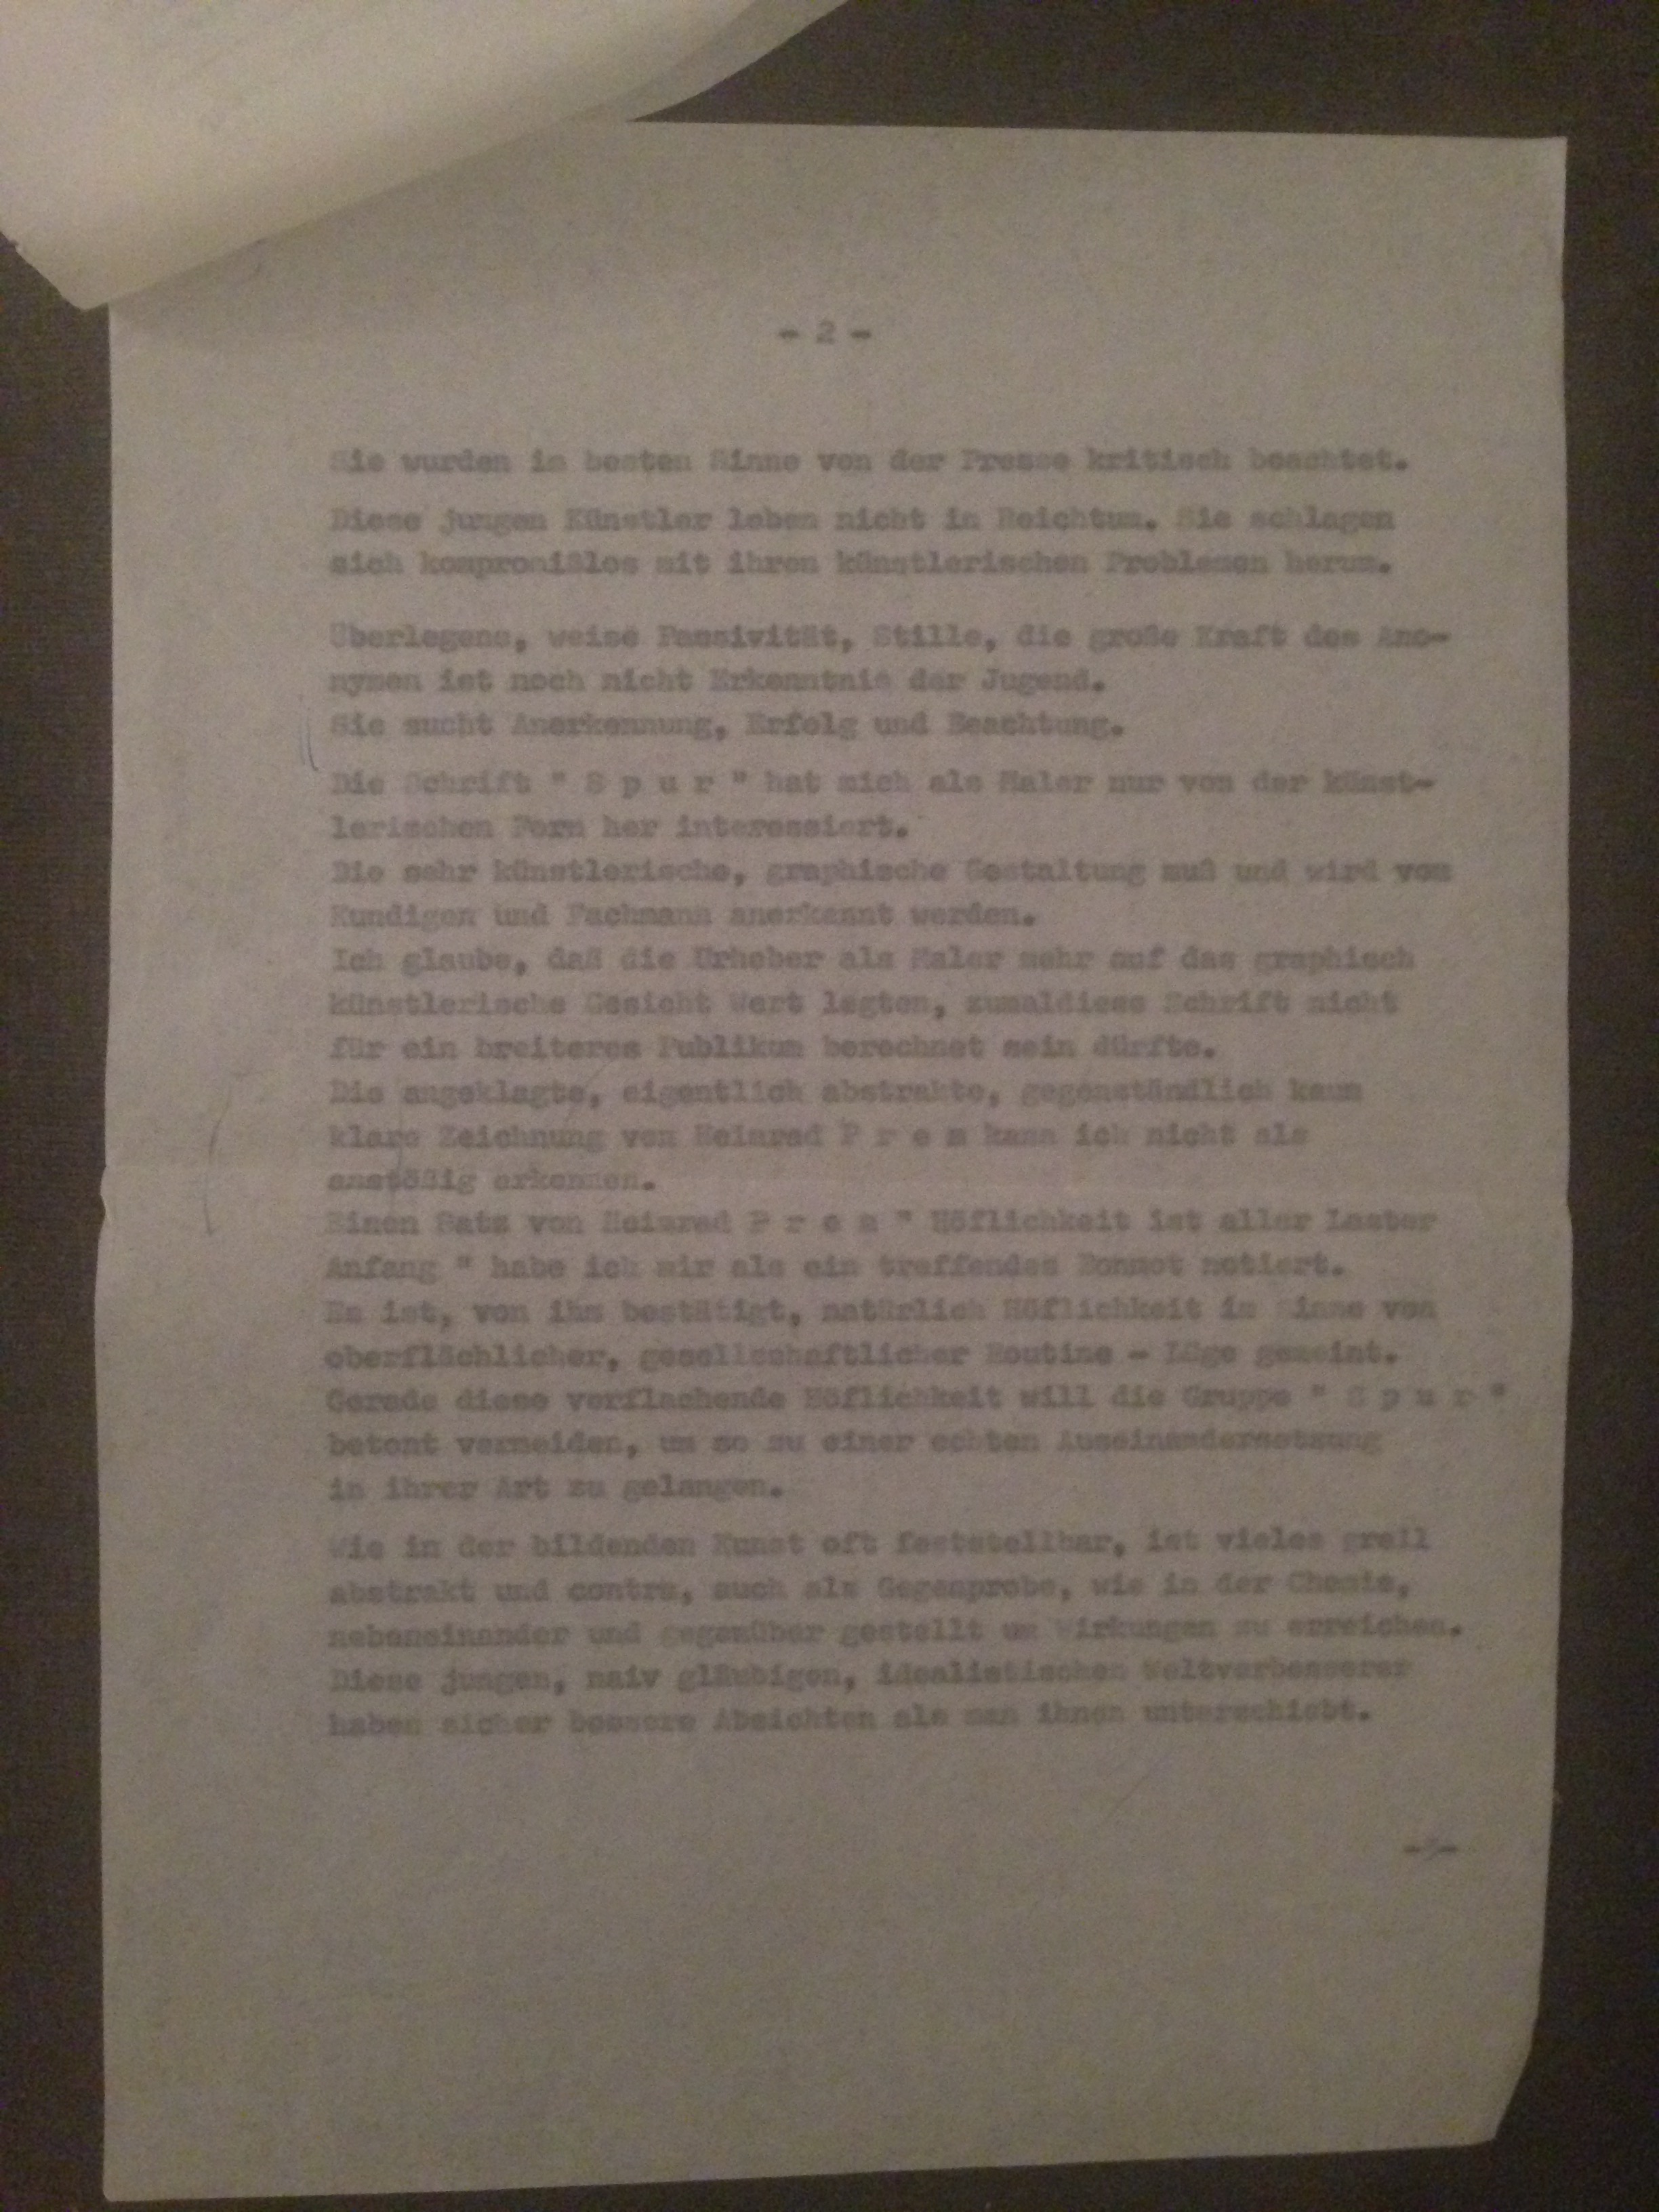 - 2 -
Sie wurden in besten Sinne von der Presse kritisch beachtet.
Diese jungen Künstler leben nicht in Reichtum. Sie schlagen
sich kompromißlos mit ihren künstlerischen Problemen herum.
Überlegene, weise Passivität, Stille, die große Kraft des Ano-
nymen ist noch nicht Erkenntnis der Jugend.
Sie sucht Anerkennung, Erfolg und Beachtung.
Die Schrift " S p u r " hat mich als Maler nur von der künst-
lerischen Form her interessiert.
Die sehr künstlerische, graphische Gestaltung muß und wird vom
Kundigen und Fachmann anerkannt werden.
Ich glaube, daß die Urheber als Maler mehr auf das graphisch
künstlerische Gesicht Wert legten, zumaldiese Schrift nicht
für ein breiteres Publikum berechnet sein dürfte.
Die angeklagte, eigentlich abstrakte, gegenständlich kaum
klare Zeichnung von Heimrad P r e m kann ich nicht als
anstößig erkennen.
Einen Satz von Heimrad P r e m " Höflichkeit ist aller Laster
Anfang " habe ich mir als ein treffendes Bonmot notiert.
Es ist, von ihm bestätigt, natürlich Höflichkeit im Sinne von
oberflächlicher, gesellschaftlicher Routine - Lüge gemeint.
Gerade diese verflachende Höflichkeit will die Gruppe " S p u r "
betont vermeiden, um so zu einer echten Auseinandersetzung
in ihrer Art zu gelangen.
Wie in der bildenden Kunst oft feststellbar, ist vieles grell
abstrakt und contra, auch als Gegenprobe, wie in der Chemie,
nebeneinander und gegenüber gestellt um Wirkungen zu erreichen.
Diese jungen, naiv gläubigen, idealistischen Weltverbesserer
haben sicher bessere Absichten als man ihnen unterschiebt.